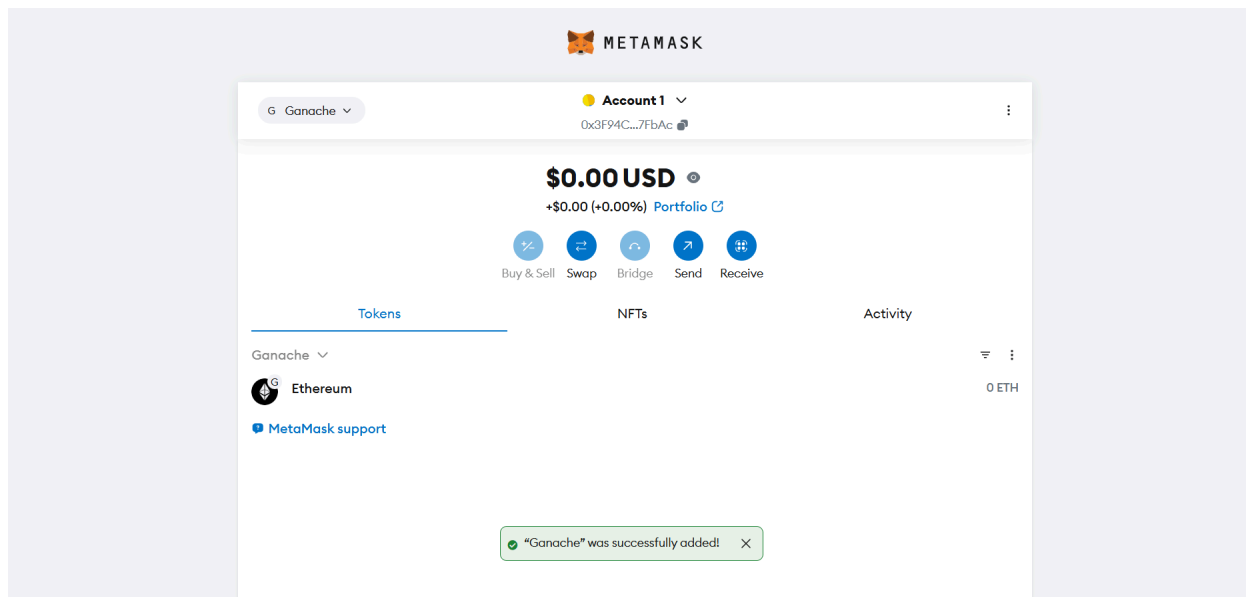 METAMASK
G Ganache
Account 1
0x3F94C...7FbAc
$0.00 USD
+$0.00 (+0.00%) Portfolio
Buy & Sell Swap Bridge Send Receive
Tokens NFTs Activity
Ganache
G
Ethereum 0 ETH
MetaMask support
“Ganache” was successfully added!